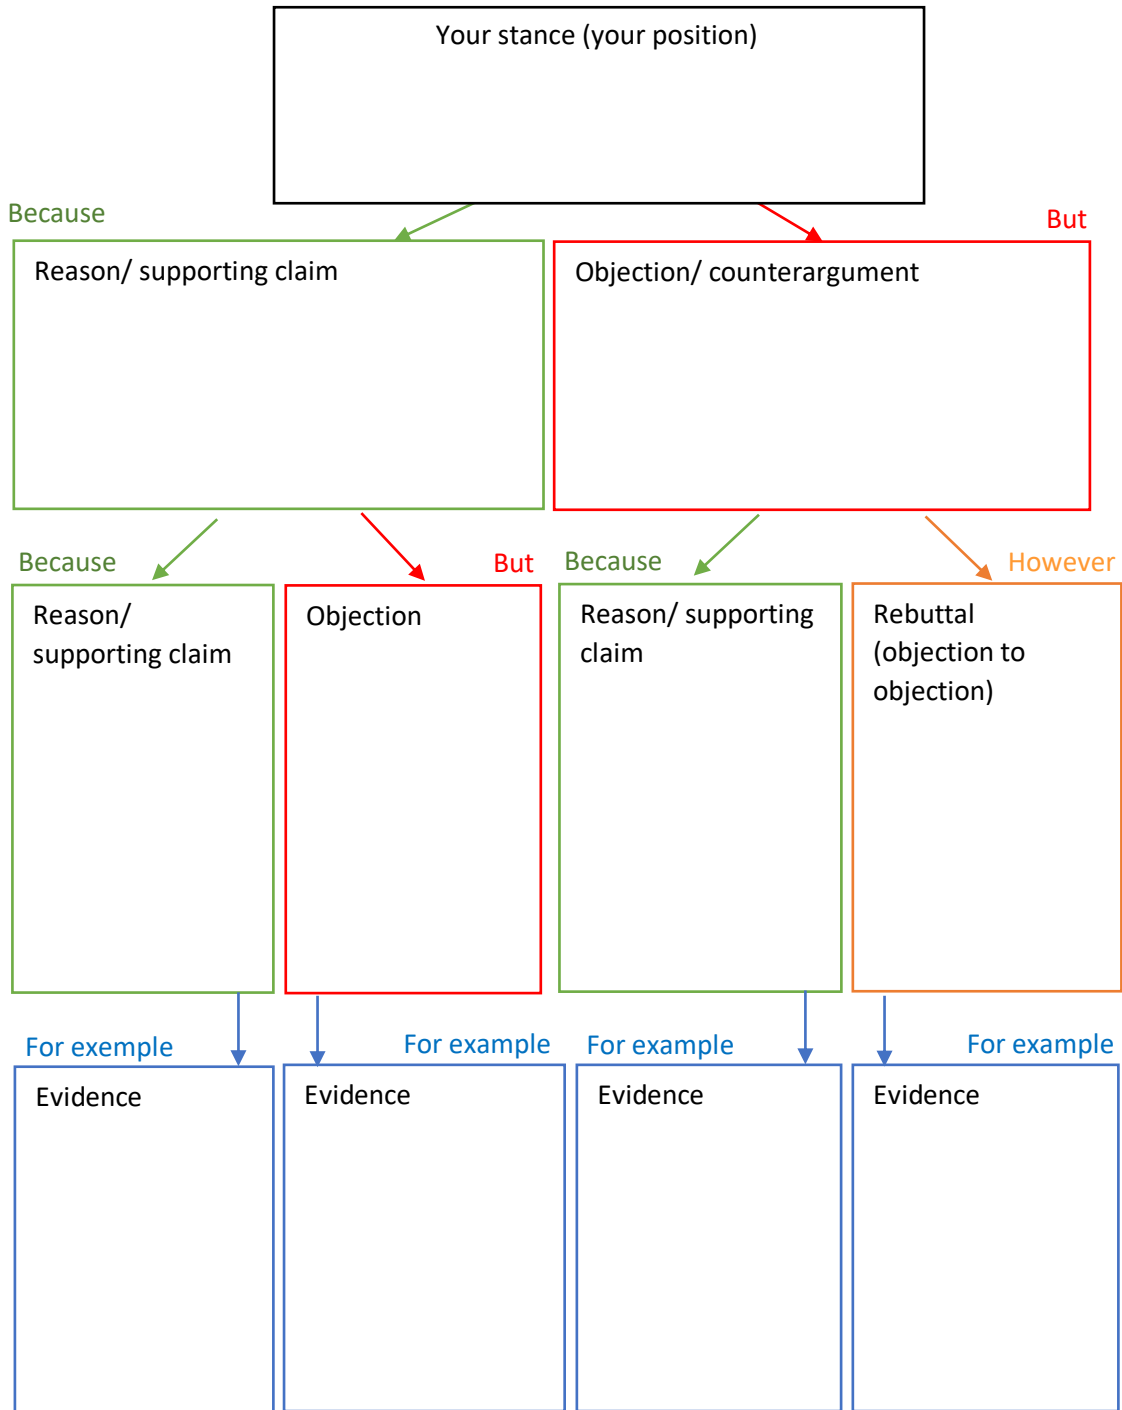 Your stance (your position)
Because
But
Reason/ supporting claim
Objection/ counterargument
Because
But
Because
However
Reason/
supporting claim
Objection
Reason/ supporting
claim
Rebuttal
(objection to
objection)
For exemple
For example
For example
For example
Evidence
Evidence
Evidence
Evidence